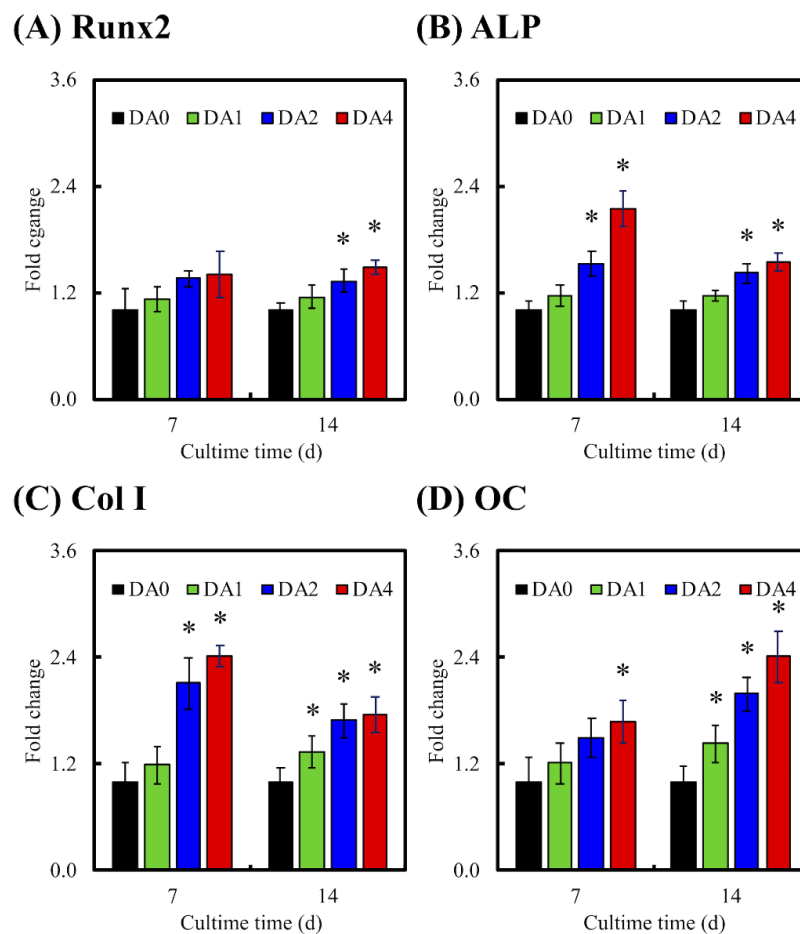 (A) Runx2
3.6
DA0 DA1 DA2 DA4
2.4
* *
1.2
0.0
Fold cgange
7 14
Cultime time (d)
(B) ALP
3.6
DA0 DA1 DA2 DA4
2.4
* * * *
1.2
0.0
7 14
Cultime time (d)
(C) Col I
3.6
DA0 DA1 DA2 DA4
* * * * *
2.4
1.2
0.0
Fold change
7 14
Cultime time (d)
(D) OC
3.6
DA0 DA1 DA2 DA4
* * * *
2.4
1.2
0.0
Fold change
7 14
Cultime time (d)